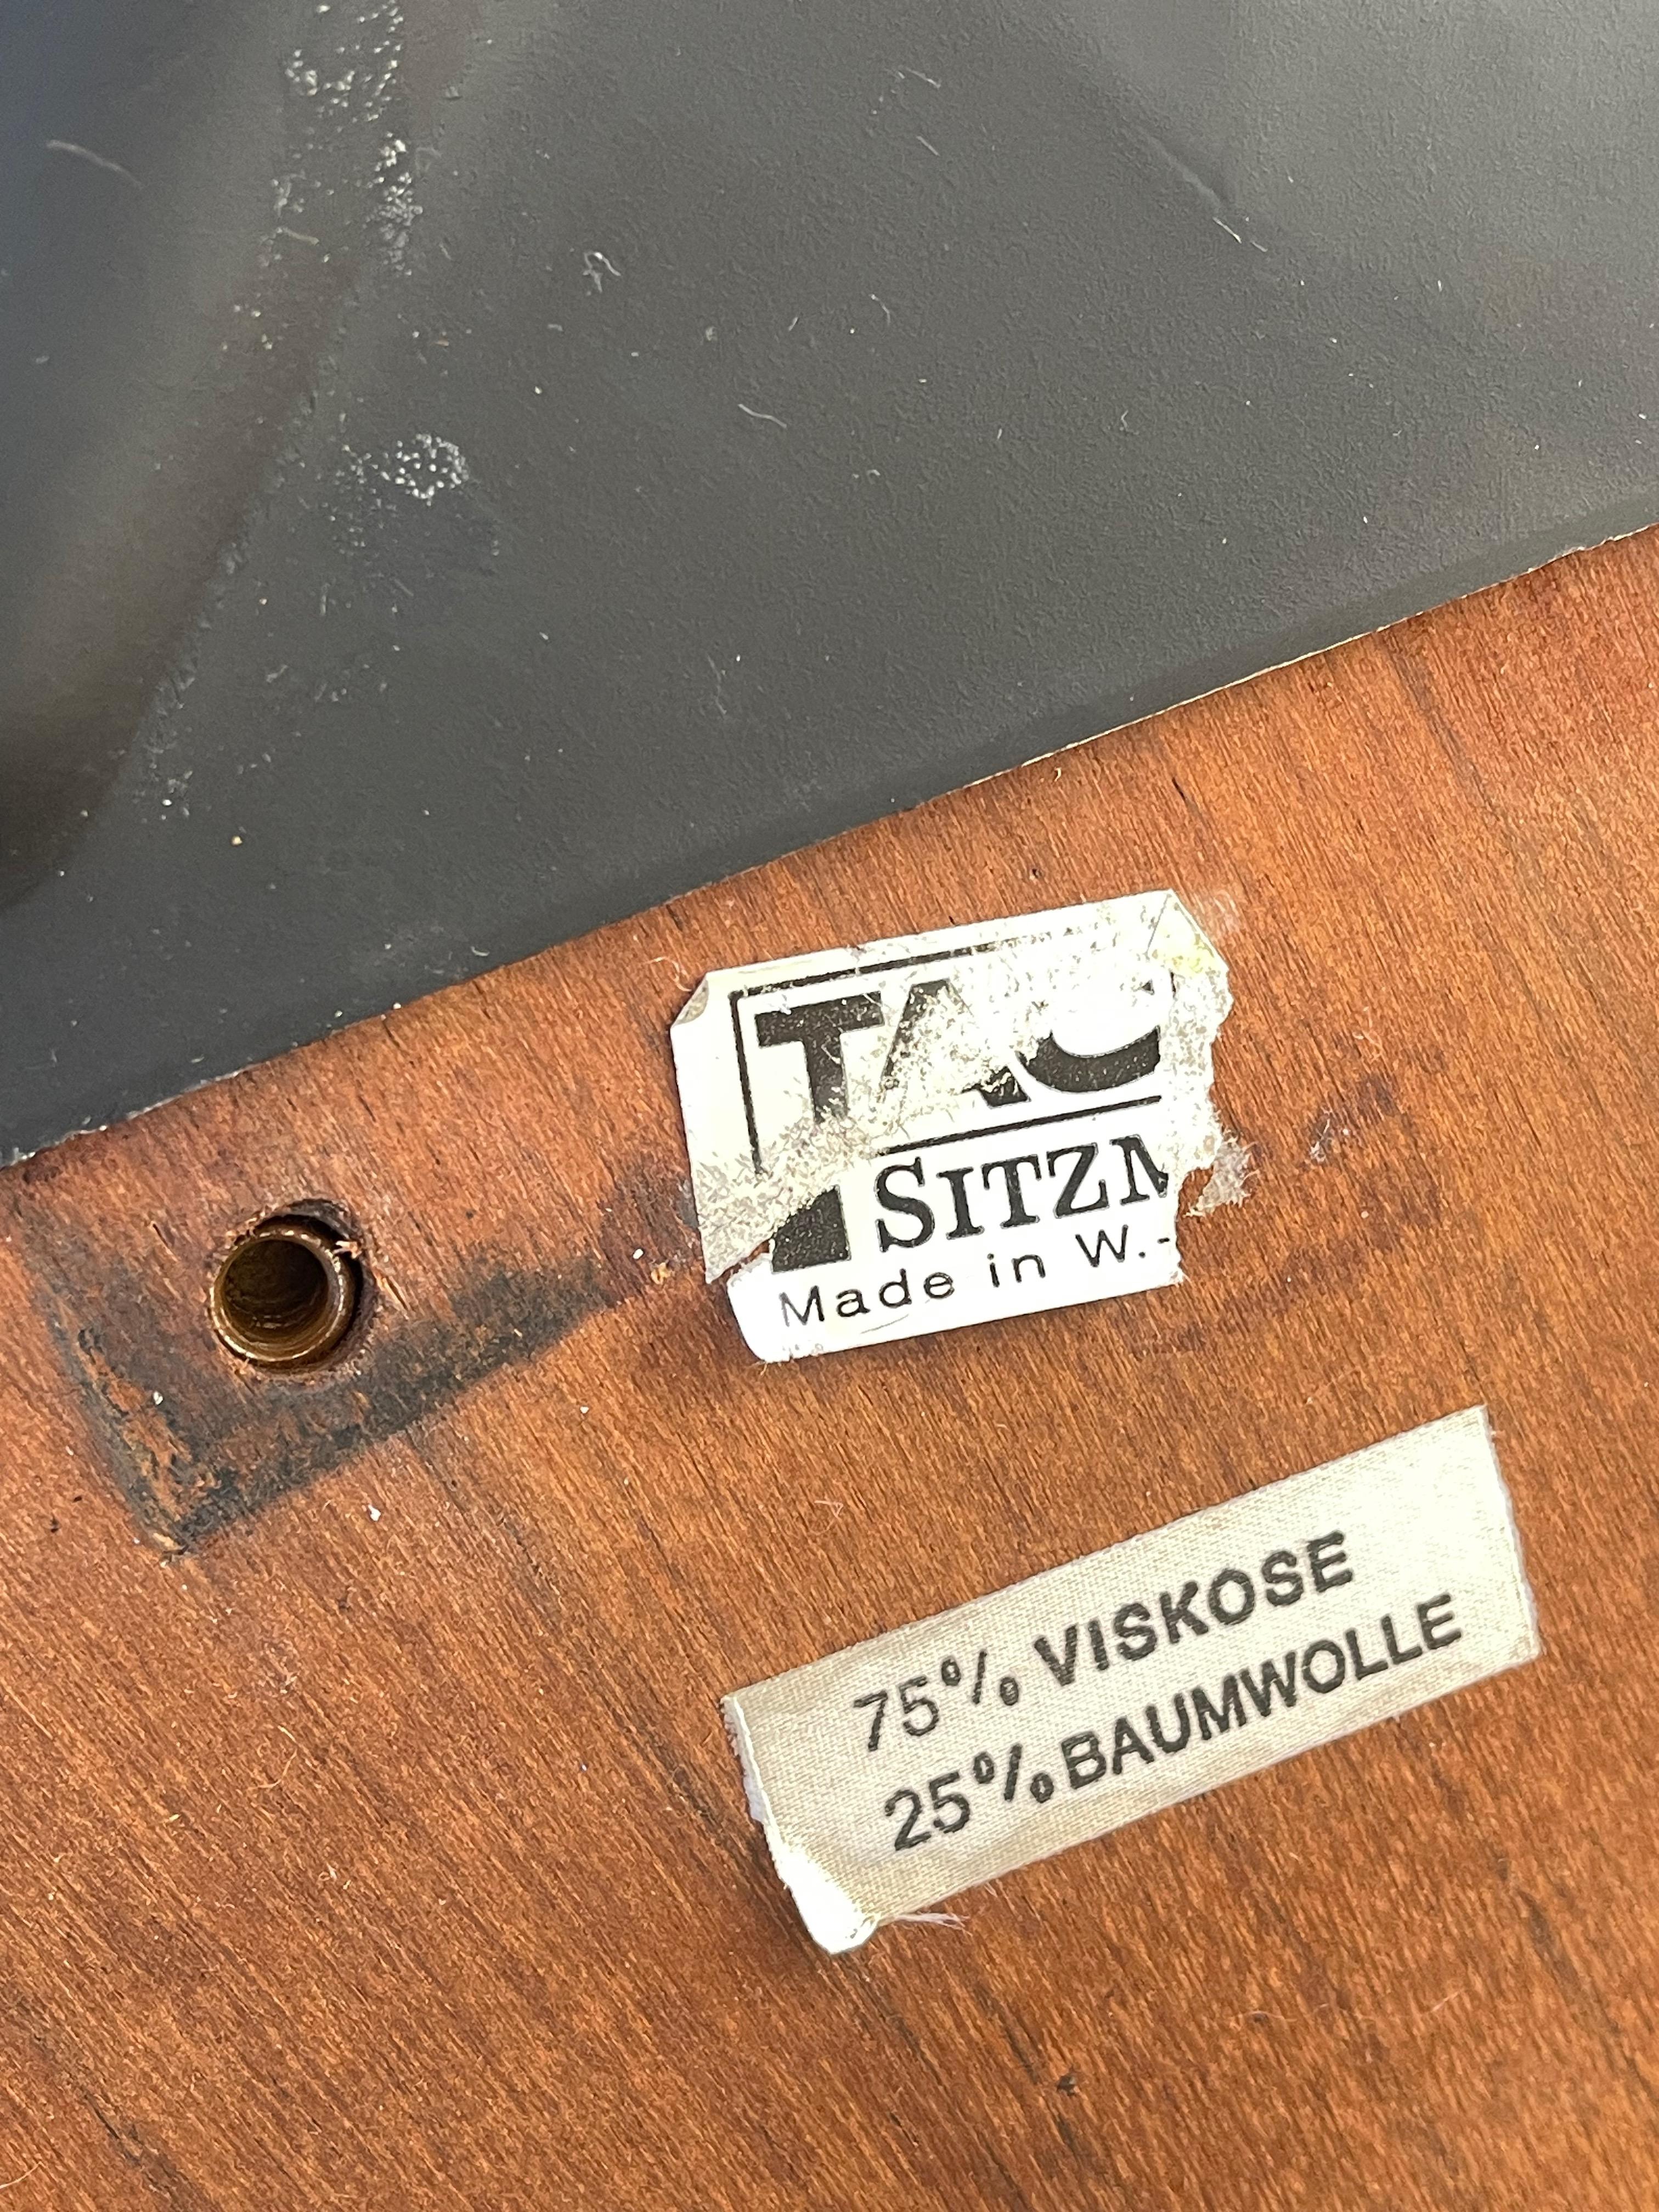 TAC
SITZM
Made in W.-
75% VISKOSE
25% BAUMWOLLE